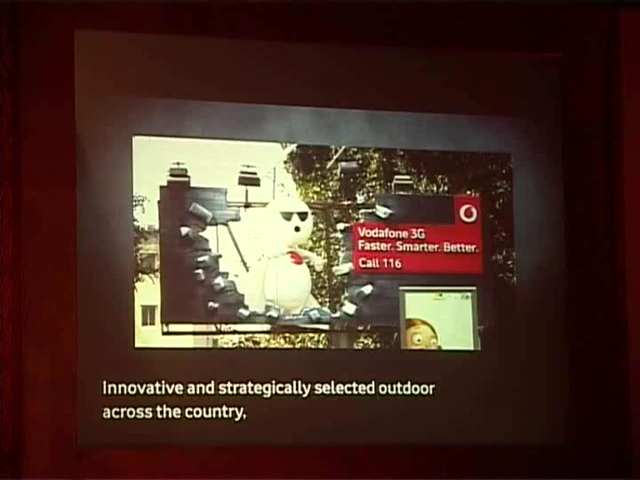 Vodafone 3G
Faster. Smarter. Better.
Call 116
Innovative and strategically selected outdoor
across the country,